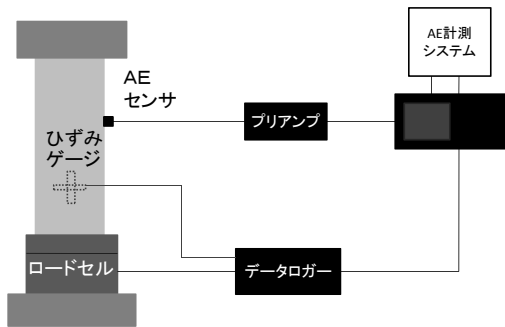 AE計測
システム
AE
センサ
プリアンプ
ひずみ
ゲージ
ロードセル
データロガー